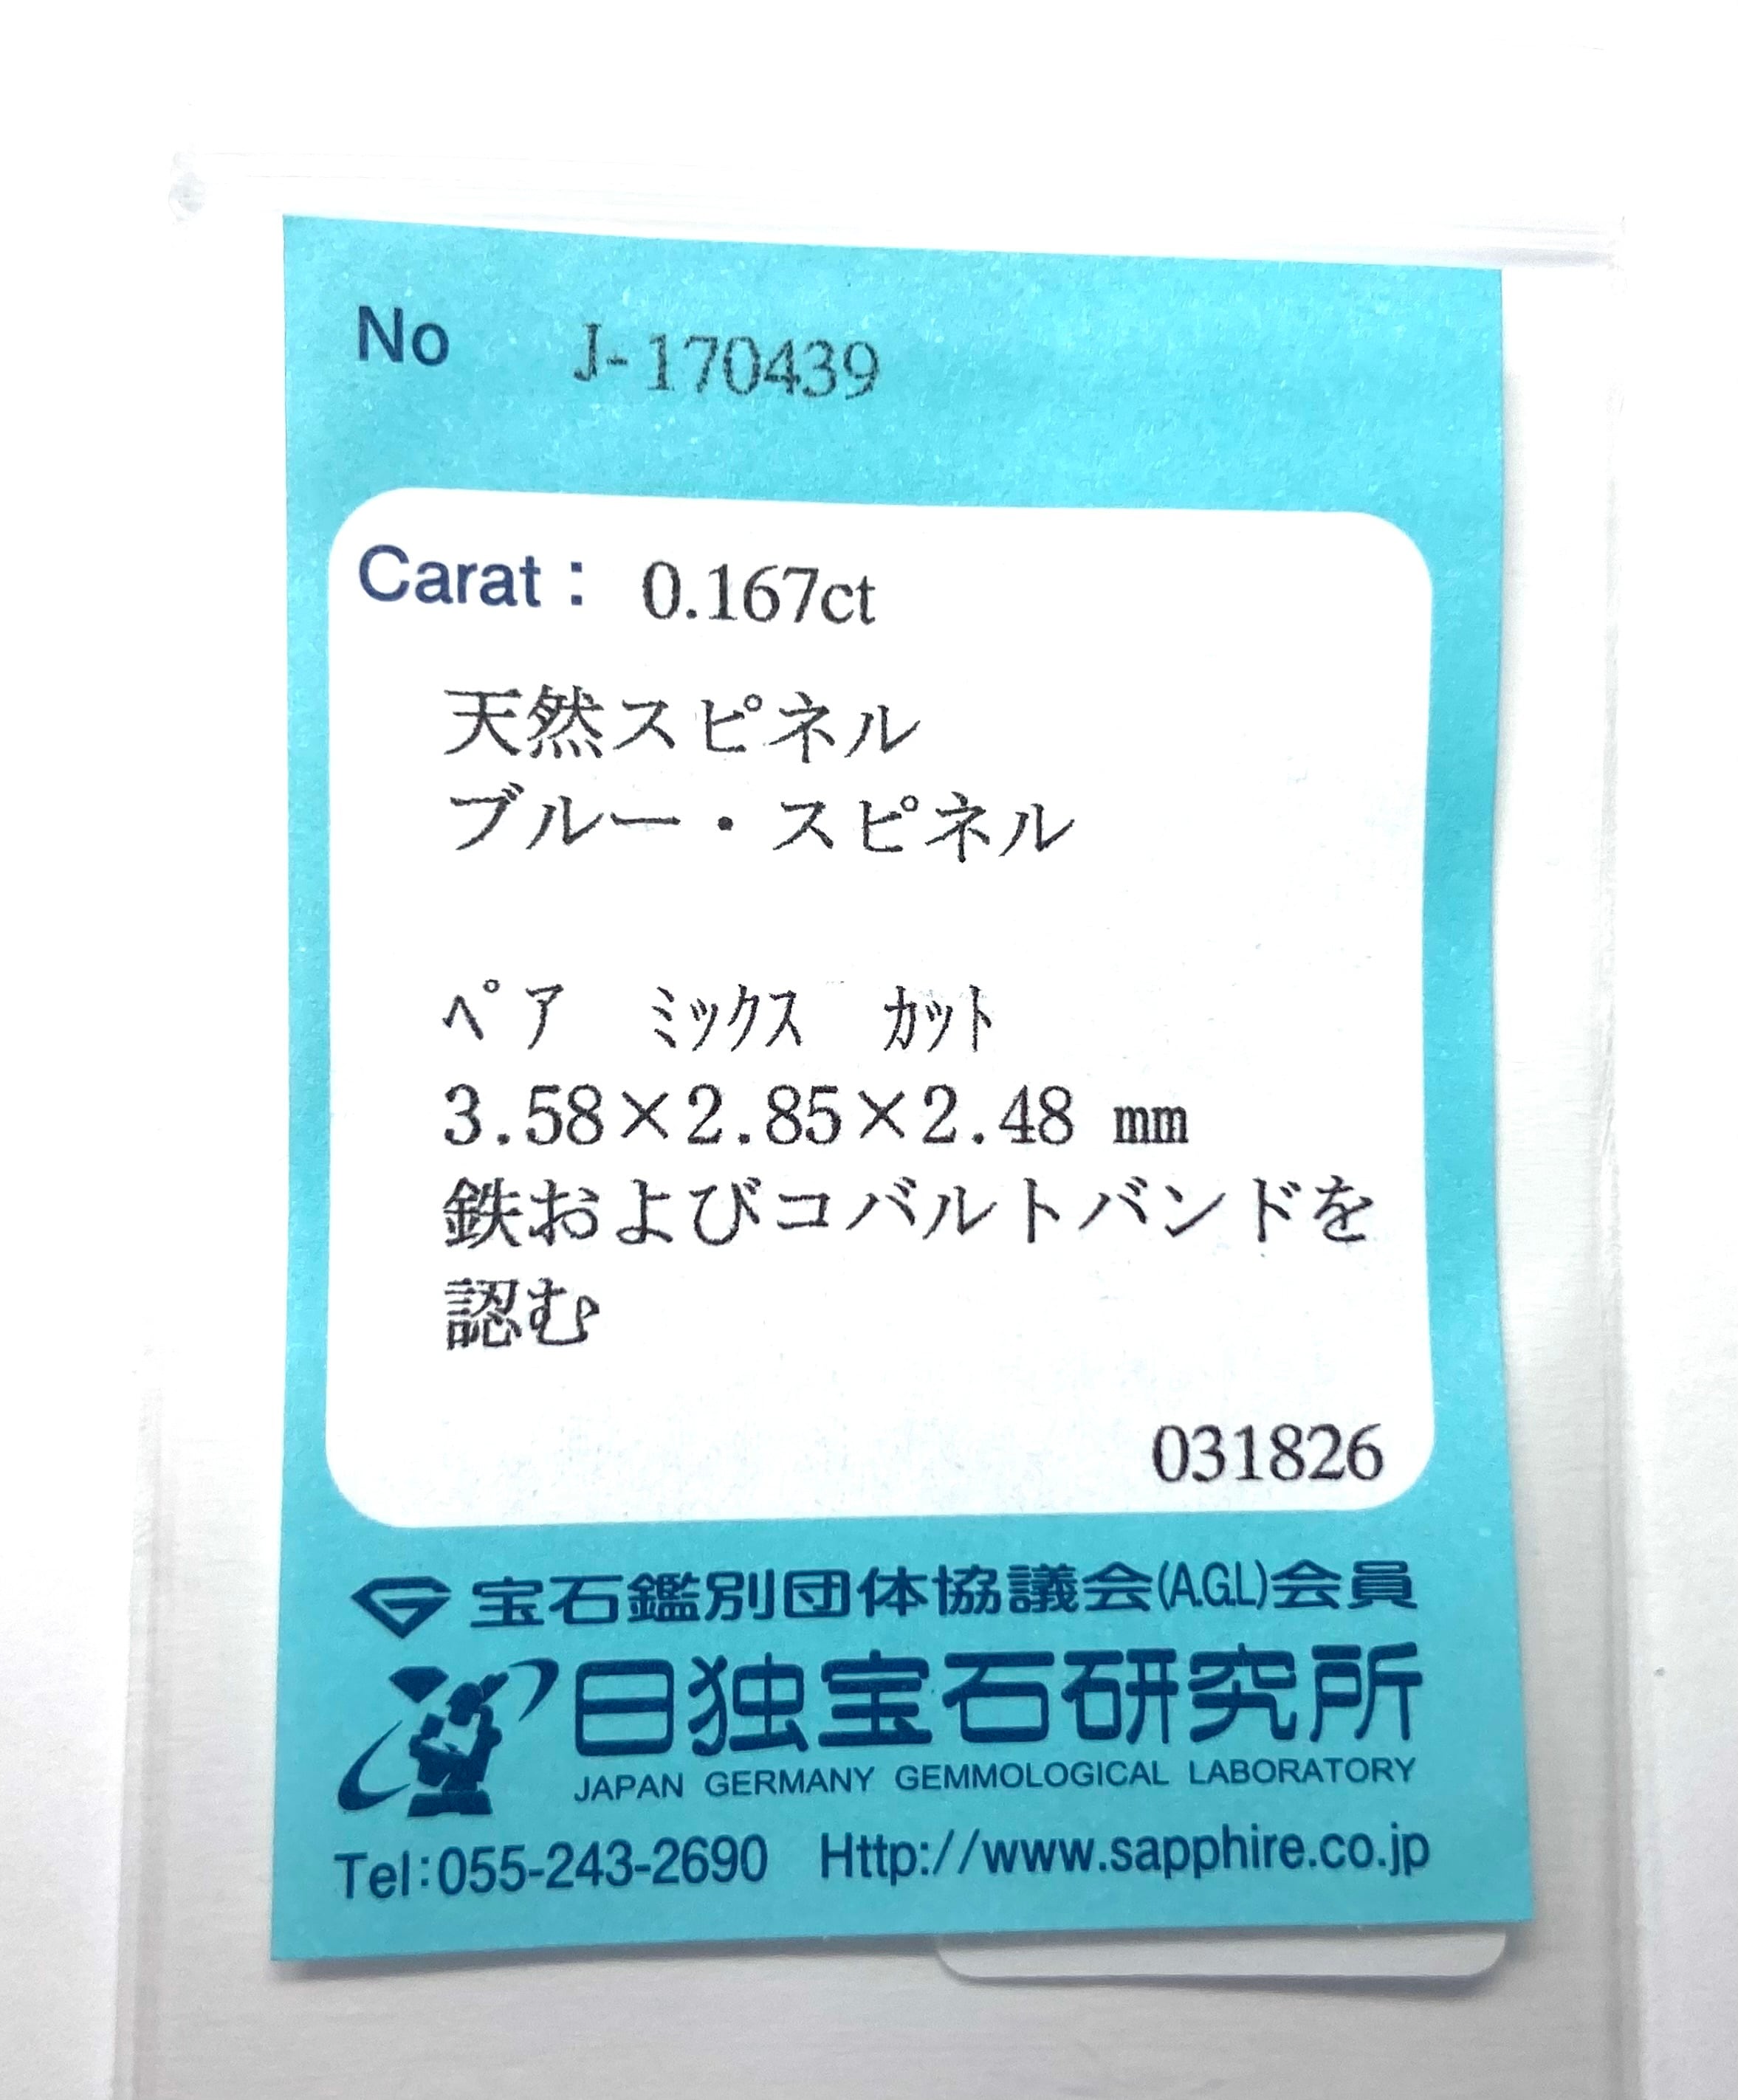 No J-170439
Carat： 0.167ct
天然スピネル
ブルー・スピネル
ﾍﾟｱ ﾐｯｸｽ ｶｯﾄ
3.58×2.85×2.48 mm
鉄およびコバルトバンドを
認む
031826
宝石鑑別団体協議会(A.G.L)会員
日独宝石研究所
JAPAN GERMANY GEMMOLOGICAL LABORATORY
Tel:055-243-2690 Http://www.sapphire.co.jp